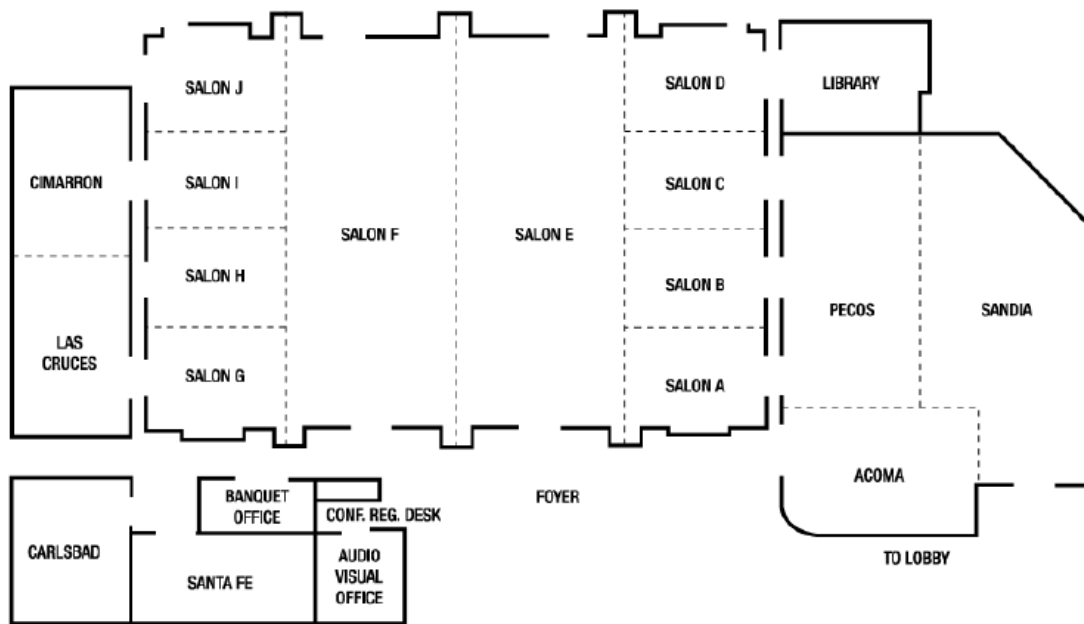 SALON J
SALON D
LIBRARY
CIMARRON
SALON I
SALON C
SALON F
SALON E
SALON H
SALON B
PECOS
SANDIA
LAS
CRUCES
SALON G
SALON A
ACOMA
BANQUET
OFFICE
FOYER
CONF. REG. DESK
CARLSBAD
AUDIO
VISUAL
OFFICE
SANTA FE
TO LOBBY